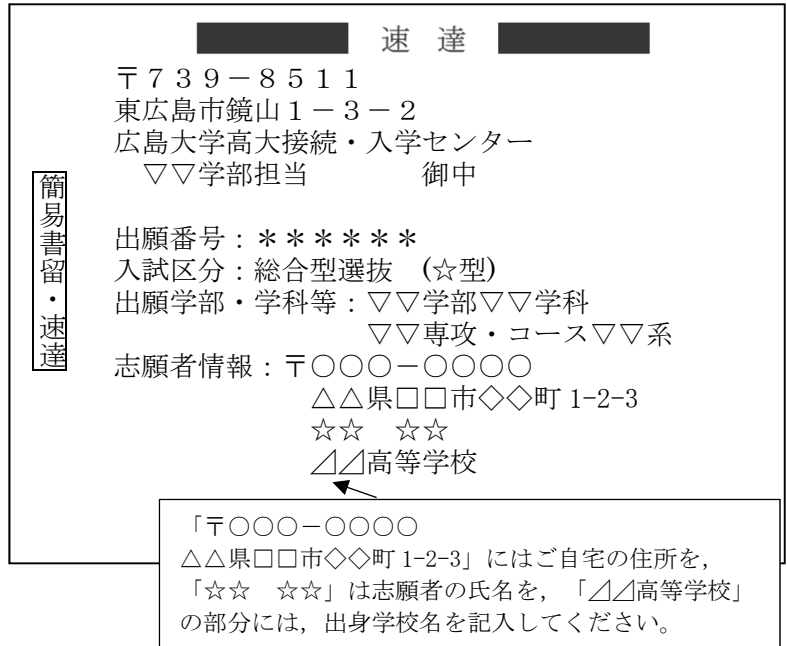 速 達
〒７３９－８５１１
東広島市鏡山１－３－２
広島大学高大接続・入学センター
▽▽学部担当　　　　御中
簡易書留・速達
出願番号：＊＊＊＊＊＊
入試区分：総合型選抜　(☆型)
出願学部・学科等：▽▽学部▽▽学科
▽▽専攻・コース▽▽系
志願者情報：〒○○○－○○○○
△△県□□市◇◇町 1-2-3
☆☆　☆☆
⊿⊿高等学校
「〒○○○－○○○○
△△県□□市◇◇町 1-2-3」にはご自宅の住所を，
「☆☆　☆☆」は志願者の氏名を，「⊿⊿高等学校」
の部分には，出身学校名を記入してください。